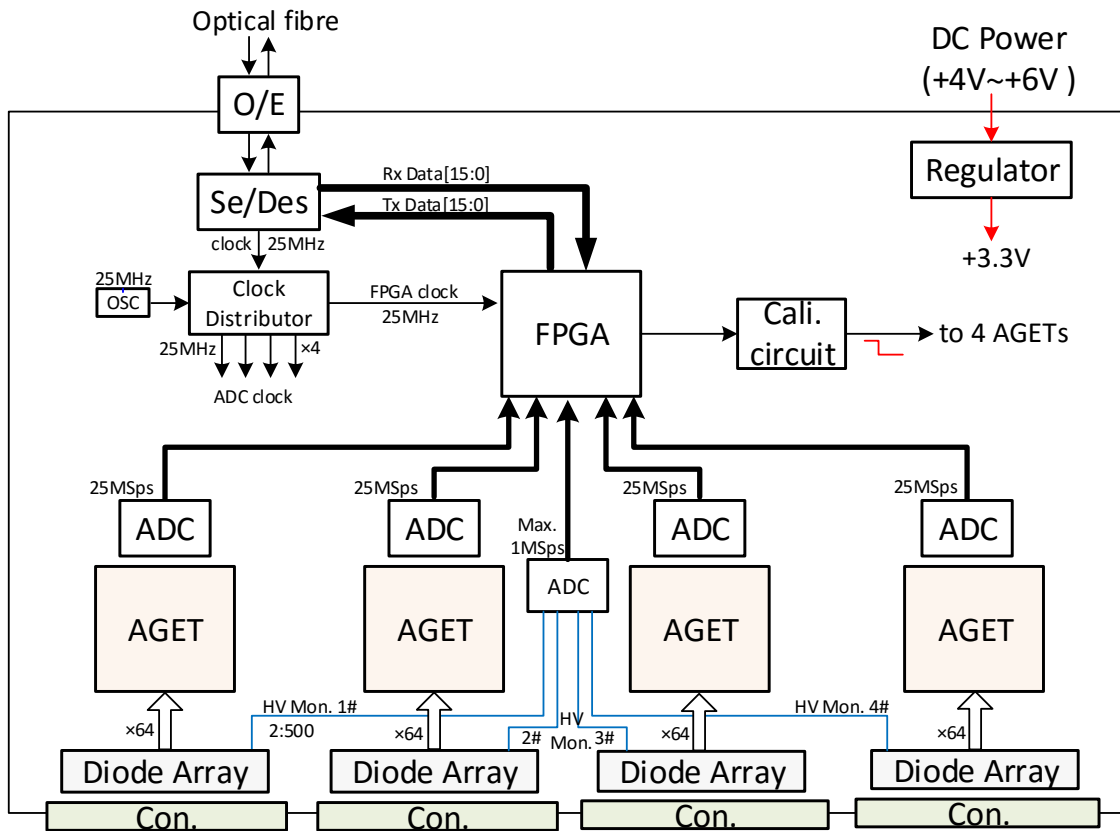 Optical fibre
DC Power
(+4V~+6V )
O/E
Regulator
+3.3V
Rx Data[15:0]
Se/Des
Tx Data[15:0]
clock 25MHz
25MHz
OSC
Clock
Distributor
FPGA clock
25MHz
25MHz
×4
ADC clock
FPGA
Cali.
circuit
to 4 AGETs
25MSps
ADC
25MSps
ADC
25MSps
ADC
25MSps
ADC
Max.
1MSps
ADC
AGET
AGET
AGET
AGET
HV Mon. 1#
2:500
2#
HV
Mon.
3#
HV Mon. 4#
×64
×64
×64
×64
Diode Array
Diode Array
Diode Array
Diode Array
Con.
Con.
Con.
Con.